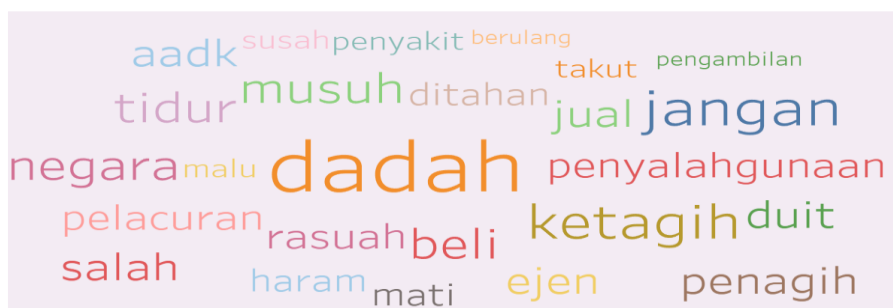 aadk susah penyakit berulang
takut pengambilan
tidur musuh ditahan jual jangan
negara malu dadah penyalahgunaan
pelacuran rasuah beli ketagih duit
salah haram mati ejen penagih